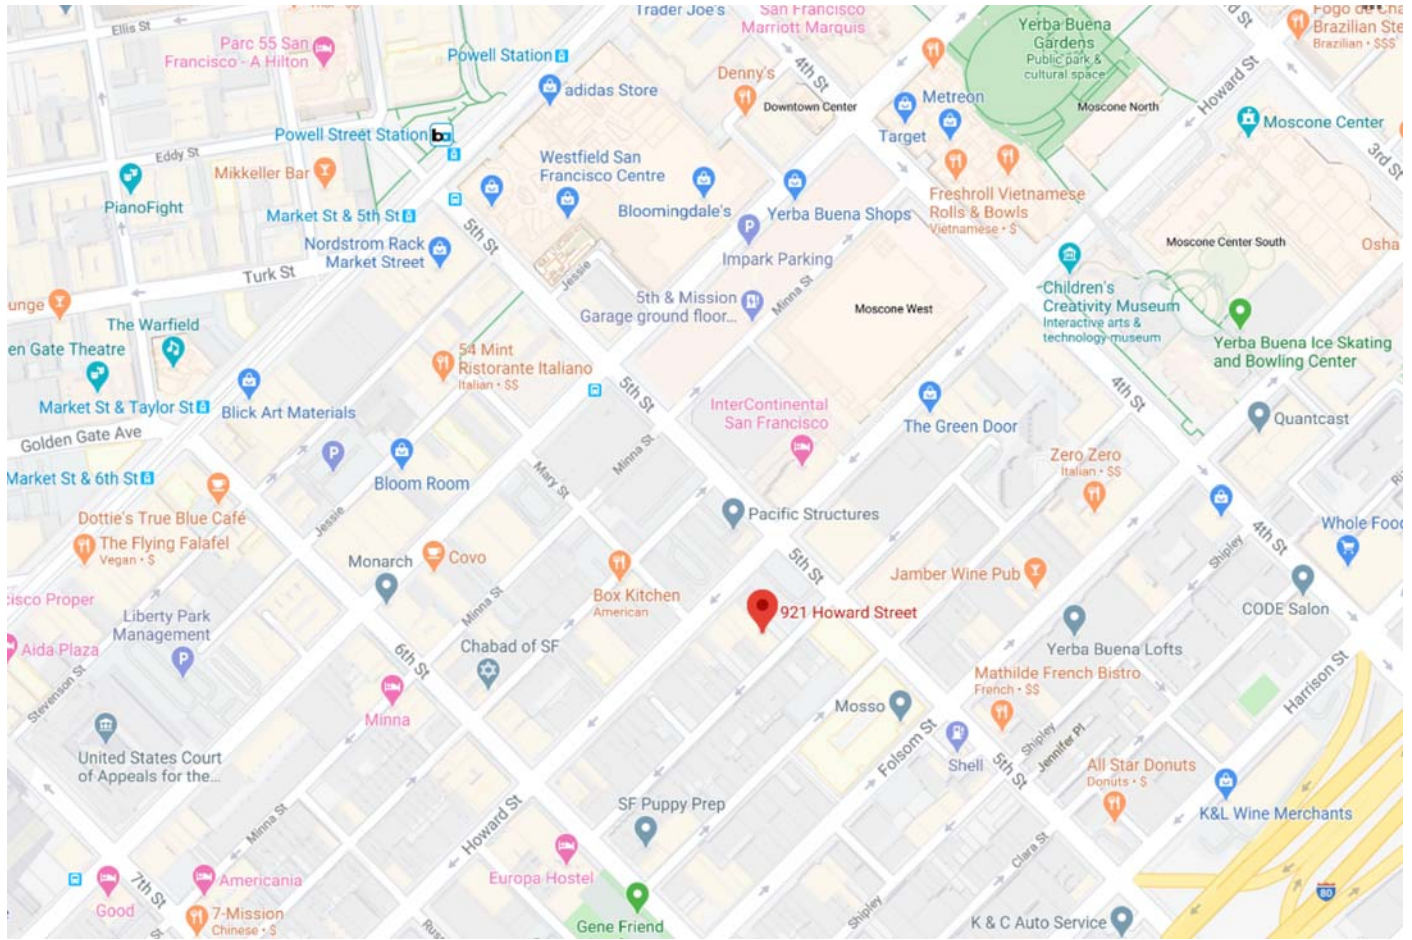 Ellis St
Parc 55 San
Francisco - A Hilton
Powell Station
Trader Joe's
San Francisco
Marriott Marquis
4th St
Yerba Buena
Gardens
Public park &
cultural space
3rd St
Brazilian Ste
Brazilian • $$$
Howard St
adidas Store
Denny's
Downtown Center
Metreon
Target
Moscone North
Moscone Center
3rd St
Powell Street Station
Eddy St
Mikkeller Bar
PianoFight
Westfield San
Francisco Centre
Bloomingdale's
Yerba Buena Shops
Freshroll Vietnamese
Rolls & Bowls
Vietnamese • $
Market St & 5th St
5th St
Nordstrom Rack
Market Street
Turk St
Jessie
Impark Parking
Moscone Center South
Osha
unge
5th & Mission
Garage ground floor...
Minna St
Moscone West
Children's
Creativity Museum
Interactive arts &
technology museum
The Warfield
en Gate Theatre
54 Mint
Ristorante Italiano
Italian • $$
Yerba Buena Ice Skating
and Bowling Center
Market St & Taylor St
Blick Art Materials
5th St
InterContinental
San Francisco
The Green Door
4th St
Quantcast
Golden Gate Ave
P
Bloom Room
Minna St
Mary St
Zero Zero
Italian • $$
Market St & 6th St
Dottie's True Blue Café
Jessie
Pacific Structures
Whole Food
The Flying Falafel
Vegan • $
Monarch
Covo
4th St
Shipley
Box Kitchen
American
5th St
Jamber Wine Pub
CODE Salon
cisco Proper
Liberty Park
Management
Minna St
921 Howard Street
Aida Plaza
P
6th St
Chabad of SF
Yerba Buena Lofts
Stevenson St
Minna
Mathilde French Bistro
French • $$
Harrison St
Mosso
United States Court
of Appeals for the...
Folsom St
Shell
5th St
Shipley
Jennifer Pl
All Star Donuts
Donuts • $
SF Puppy Prep
K&L Wine Merchants
Minna St
Howard St
Clara St
Europa Hostel
7th St
Americania
Good
80
7-Mission
Chinese • $
Gene Friend
Shipley
K & C Auto Service